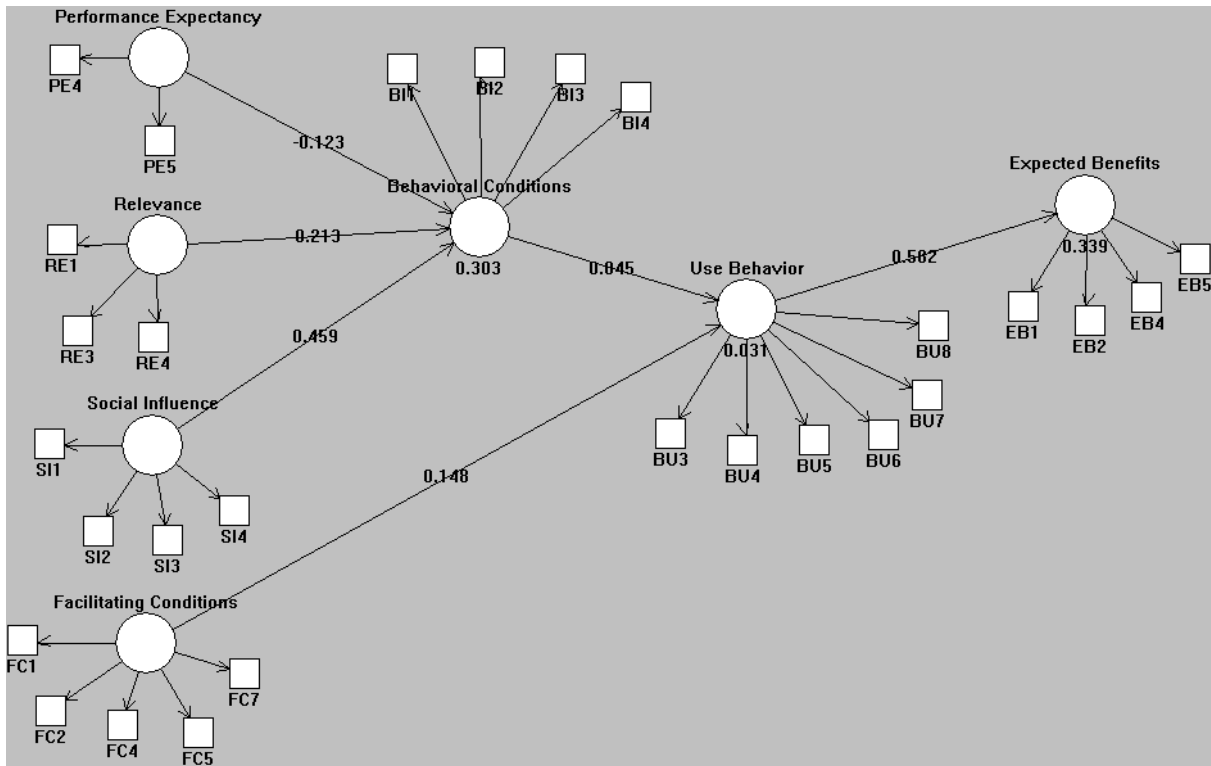 Performance Expectancy
PE4
PE5
-0.123
BI1
BI2
BI3
BI4
Behavioral Conditions
0.303
Relevance
RE1
RE3
RE4
0.213
Social Influence
SI1
SI2
SI3
SI4
0.459
0.045
Use Behavior
0.031
BU3
BU4
BU5
BU6
BU7
BU8
0.582
Expected Benefits
0.339
EB1
EB2
EB4
EB5
0.148
Facilitating Conditions
FC1
FC2
FC4
FC5
FC7